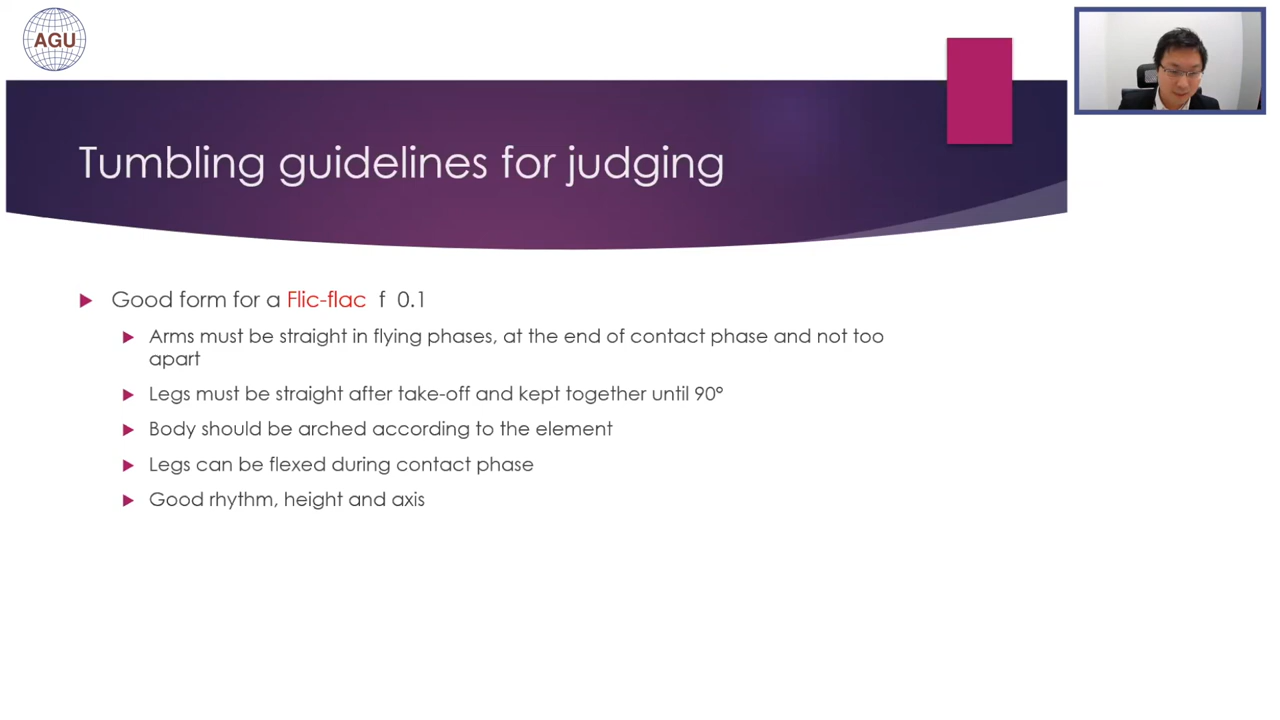 AGU
Tumbling guidelines for judging
Good form for a Flic-flac f 0.1
Arms must be straight in flying phases, at the end of contact phase and not too
apart
Legs must be straight after take-off and kept together until 90°
Body should be arched according to the element
Legs can be flexed during contact phase
Good rhythm, height and axis